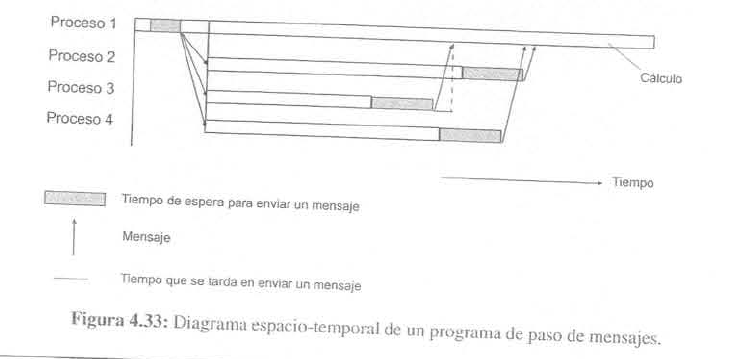 Proceso 1
Proceso 2
Cálculo
Proceso 3
Proceso 4
Tiempo
Tiempo de espera para enviar un mensaje
Mensaje
Tiempo que se tarda en enviar un mensaje
Figura 4.33: Diagrama espacio-temporal de un programa de paso de mensajes.